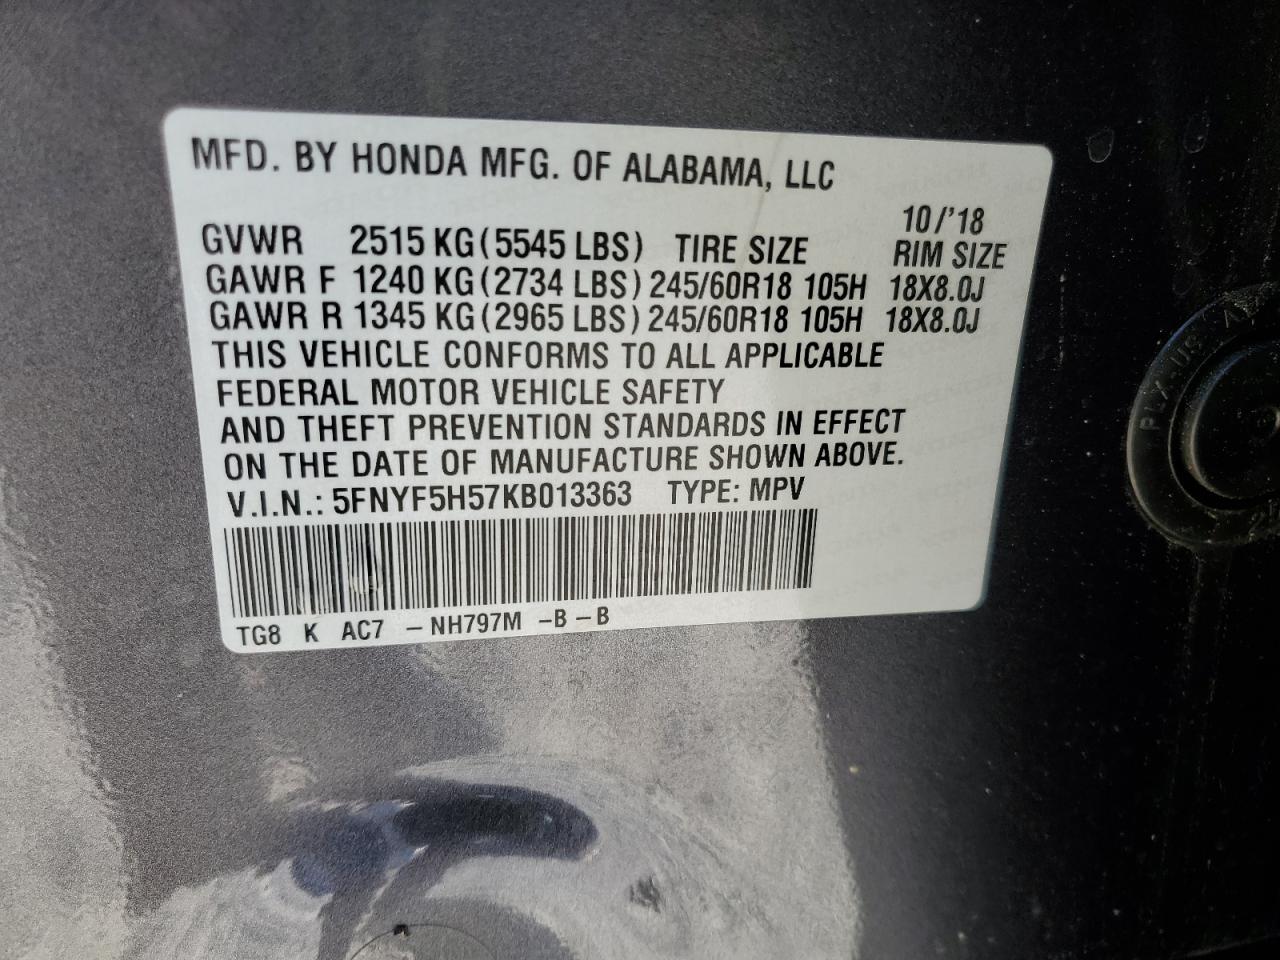 MFD. BY HONDA MFG. OF ALABAMA, LLC
10/'18
GVWR 2515 KG (5545 LBS) TIRE SIZE RIM SIZE
GAWR F 1240 KG (2734 LBS) 245/60R18 105H 18X8.0J
GAWR R 1345 KG (2965 LBS) 245/60R18 105H 18X8.0J
THIS VEHICLE CONFORMS TO ALL APPLICABLE
FEDERAL MOTOR VEHICLE SAFETY
AND THEFT PREVENTION STANDARDS IN EFFECT
ON THE DATE OF MANUFACTURE SHOWN ABOVE.
V.I.N.: 5FNYF5H57KB013363 TYPE: MPV
TG8 K AC7 -NH797M -B-B
PLX-USA